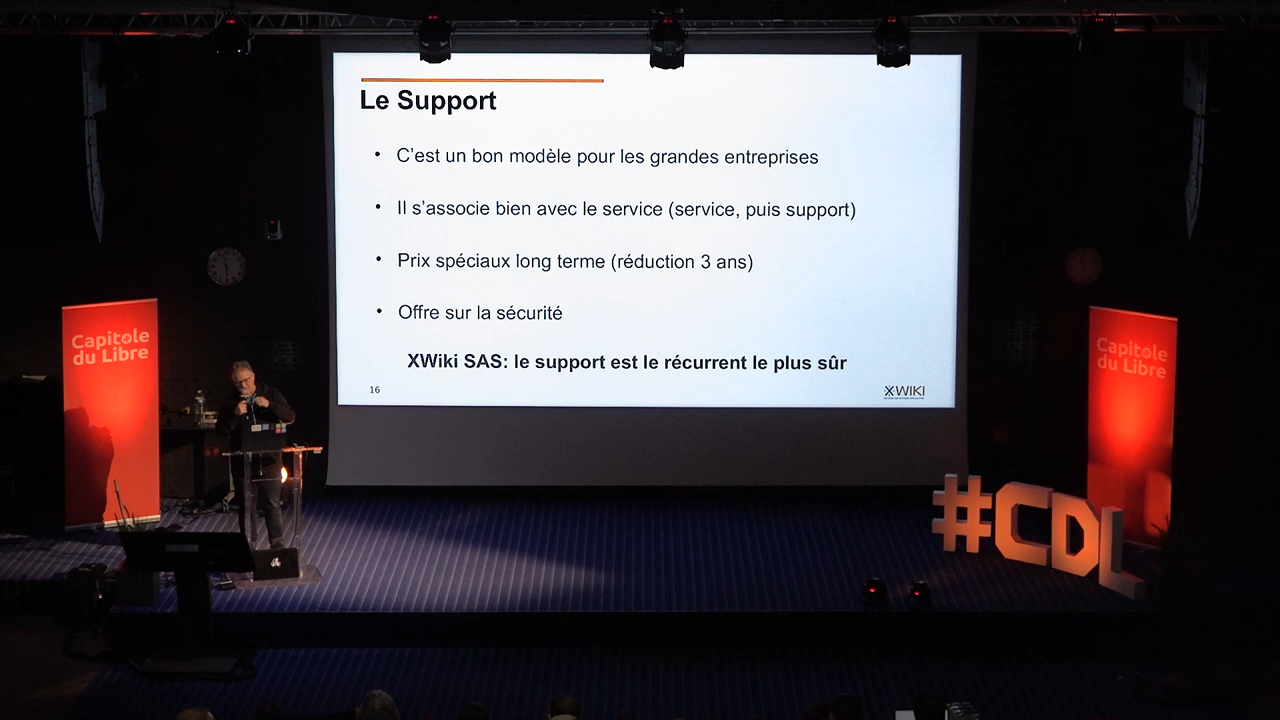 Le Support
• C’est un bon modèle pour les grandes entreprises
• Il s’associe bien avec le service (service, puis support)
• Prix spéciaux long terme (réduction 3 ans)
• Offre sur la sécurité
XWiki SAS: le support est le récurrent le plus sûr
16
XWIKI
Capitole
du Libre
Capitole
du Libre
#CDL